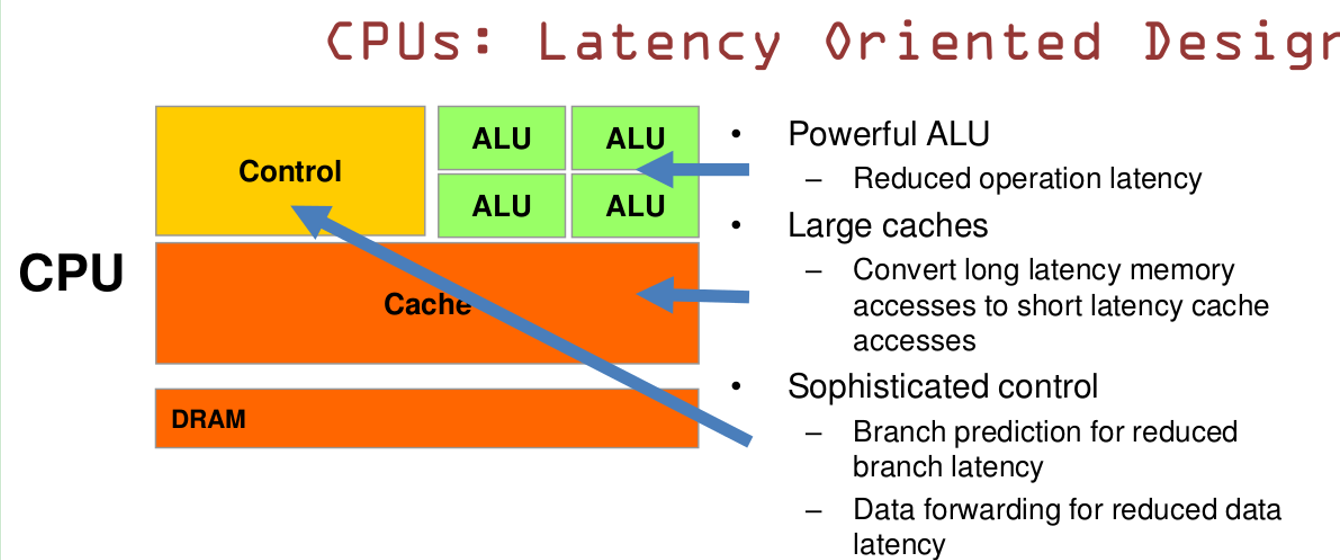 CPUs: Latency Oriented Design
Control
ALU ALU
ALU ALU
CPU
Cache
DRAM
• Powerful ALU
– Reduced operation latency
• Large caches
– Convert long latency memory
accesses to short latency cache
accesses
• Sophisticated control
– Branch prediction for reduced
branch latency
– Data forwarding for reduced data
latency